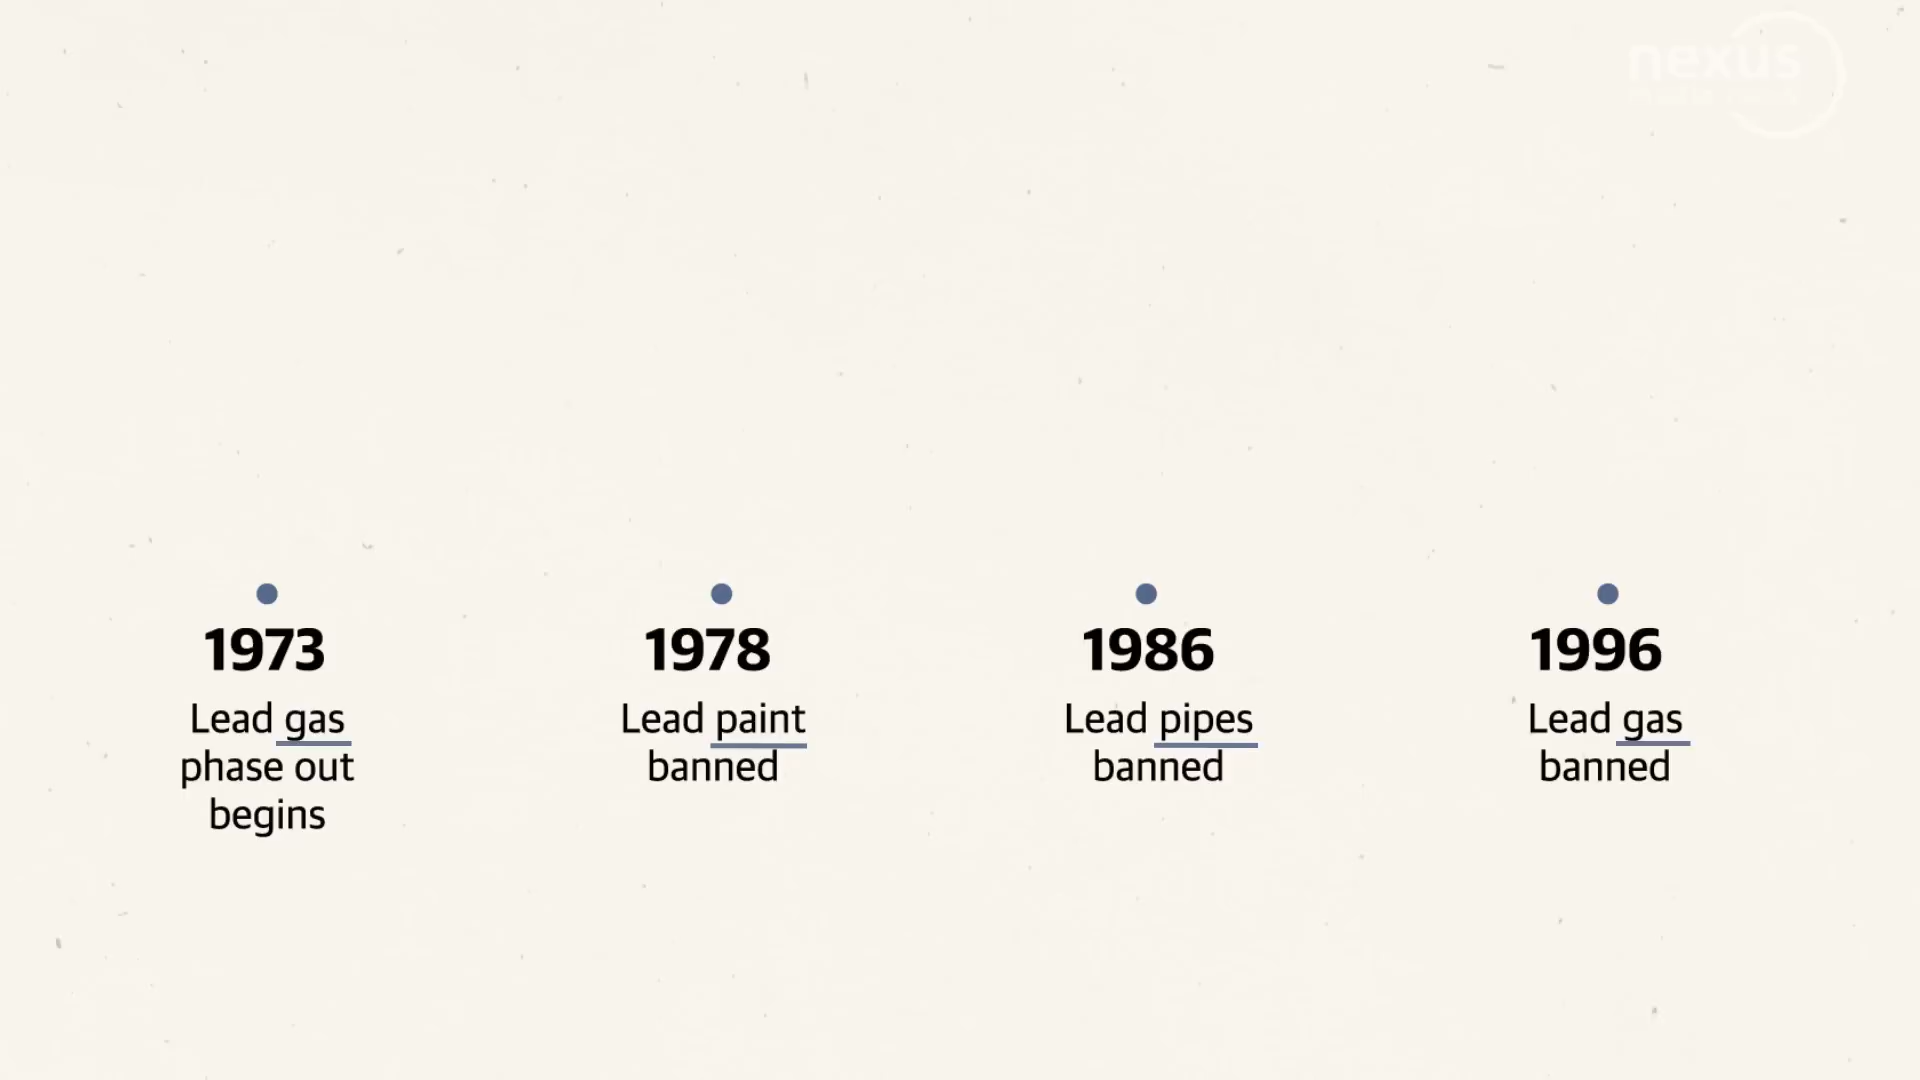 nexus
1973
Lead gas
phase out
begins
1978
Lead paint
banned
1986
Lead pipes
banned
1996
Lead gas
banned